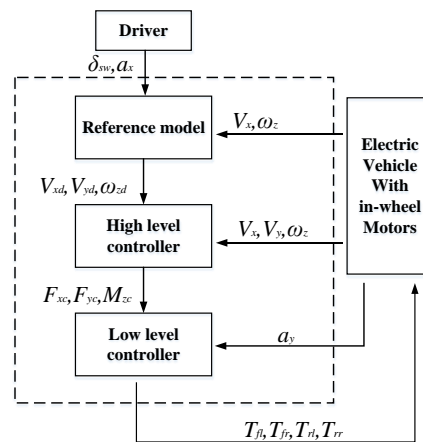 Driver
δsw,ax
Reference model
Vx,ωz
Electric
Vehicle
With
in-wheel
Motors
Vxd,Vyd,ωzd
High level
controller
Vx,Vy,ωz
Fxc,Fyc,Mzc
Low level
controller
ay
Tfl,Tfr,Trl,Trr